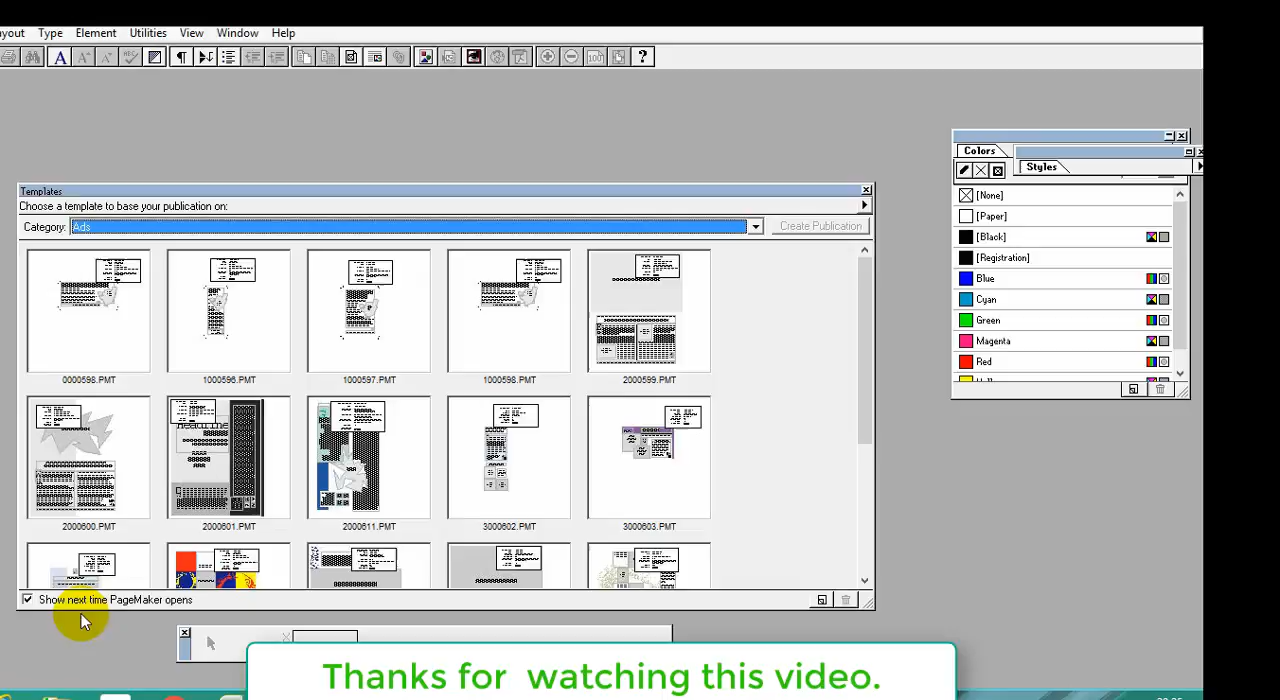 ayout Type Element Utilities View Window Help
Templates
Choose a template to base your publication on:
Category: Ads Create Publication
0000598.PMT 1000596.PMT 1000597.PMT 1000598.PMT 2000599.PMT
2000600.PMT 2000601.PMT 2000611.PMT 3000602.PMT 3000603.PMT
Show next time PageMaker opens
Colors
Styles
[None]
[Paper]
[Black]
[Registration]
Blue
Cyan
Green
Magenta
Red
Thanks for watching this video.